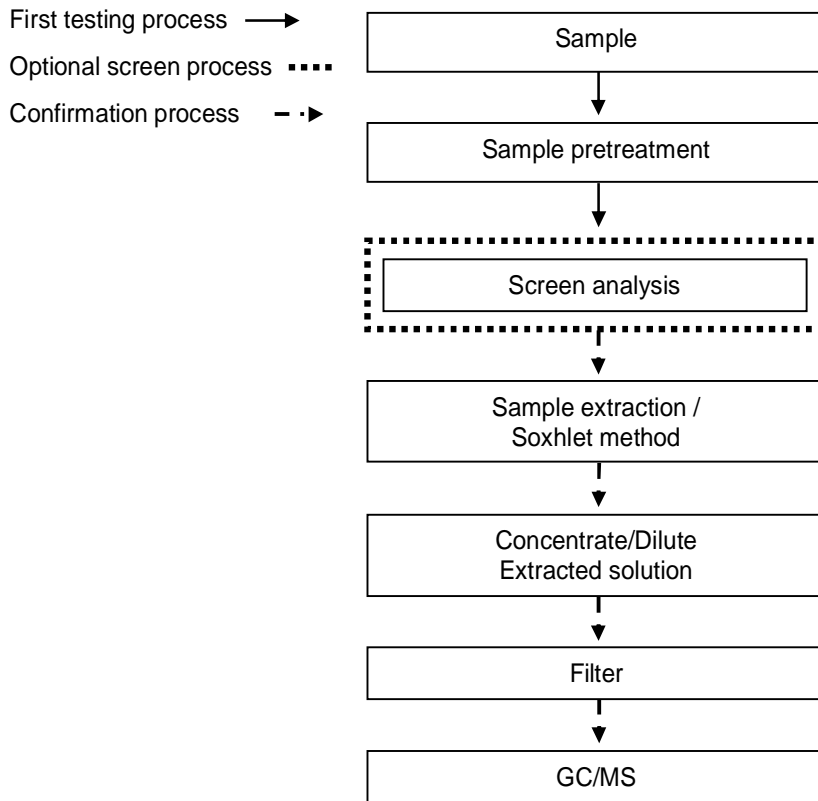 First testing process
Optional screen process
Confirmation process
Sample
Sample pretreatment
Screen analysis
Sample extraction /
Soxhlet method
Concentrate/Dilute
Extracted solution
Filter
GC/MS